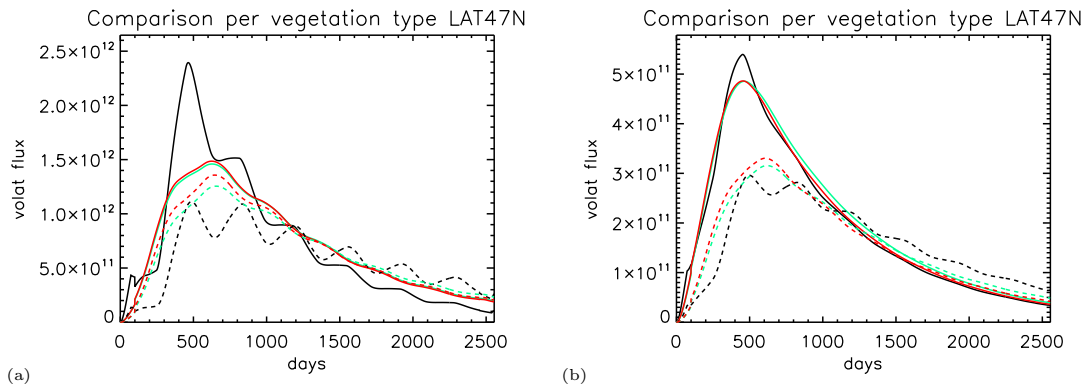 Comparison per vegetation type LAT47N
2.5×10¹²
2.0×10¹²
1.5×10¹²
1.0×10¹²
5.0×10¹¹
0
volat flux
0 500 1000 1500 2000 2500
days
(a)
Comparison per vegetation type LAT47N
5×10¹¹
4×10¹¹
3×10¹¹
2×10¹¹
1×10¹¹
0
volat flux
0 500 1000 1500 2000 2500
days
(b)